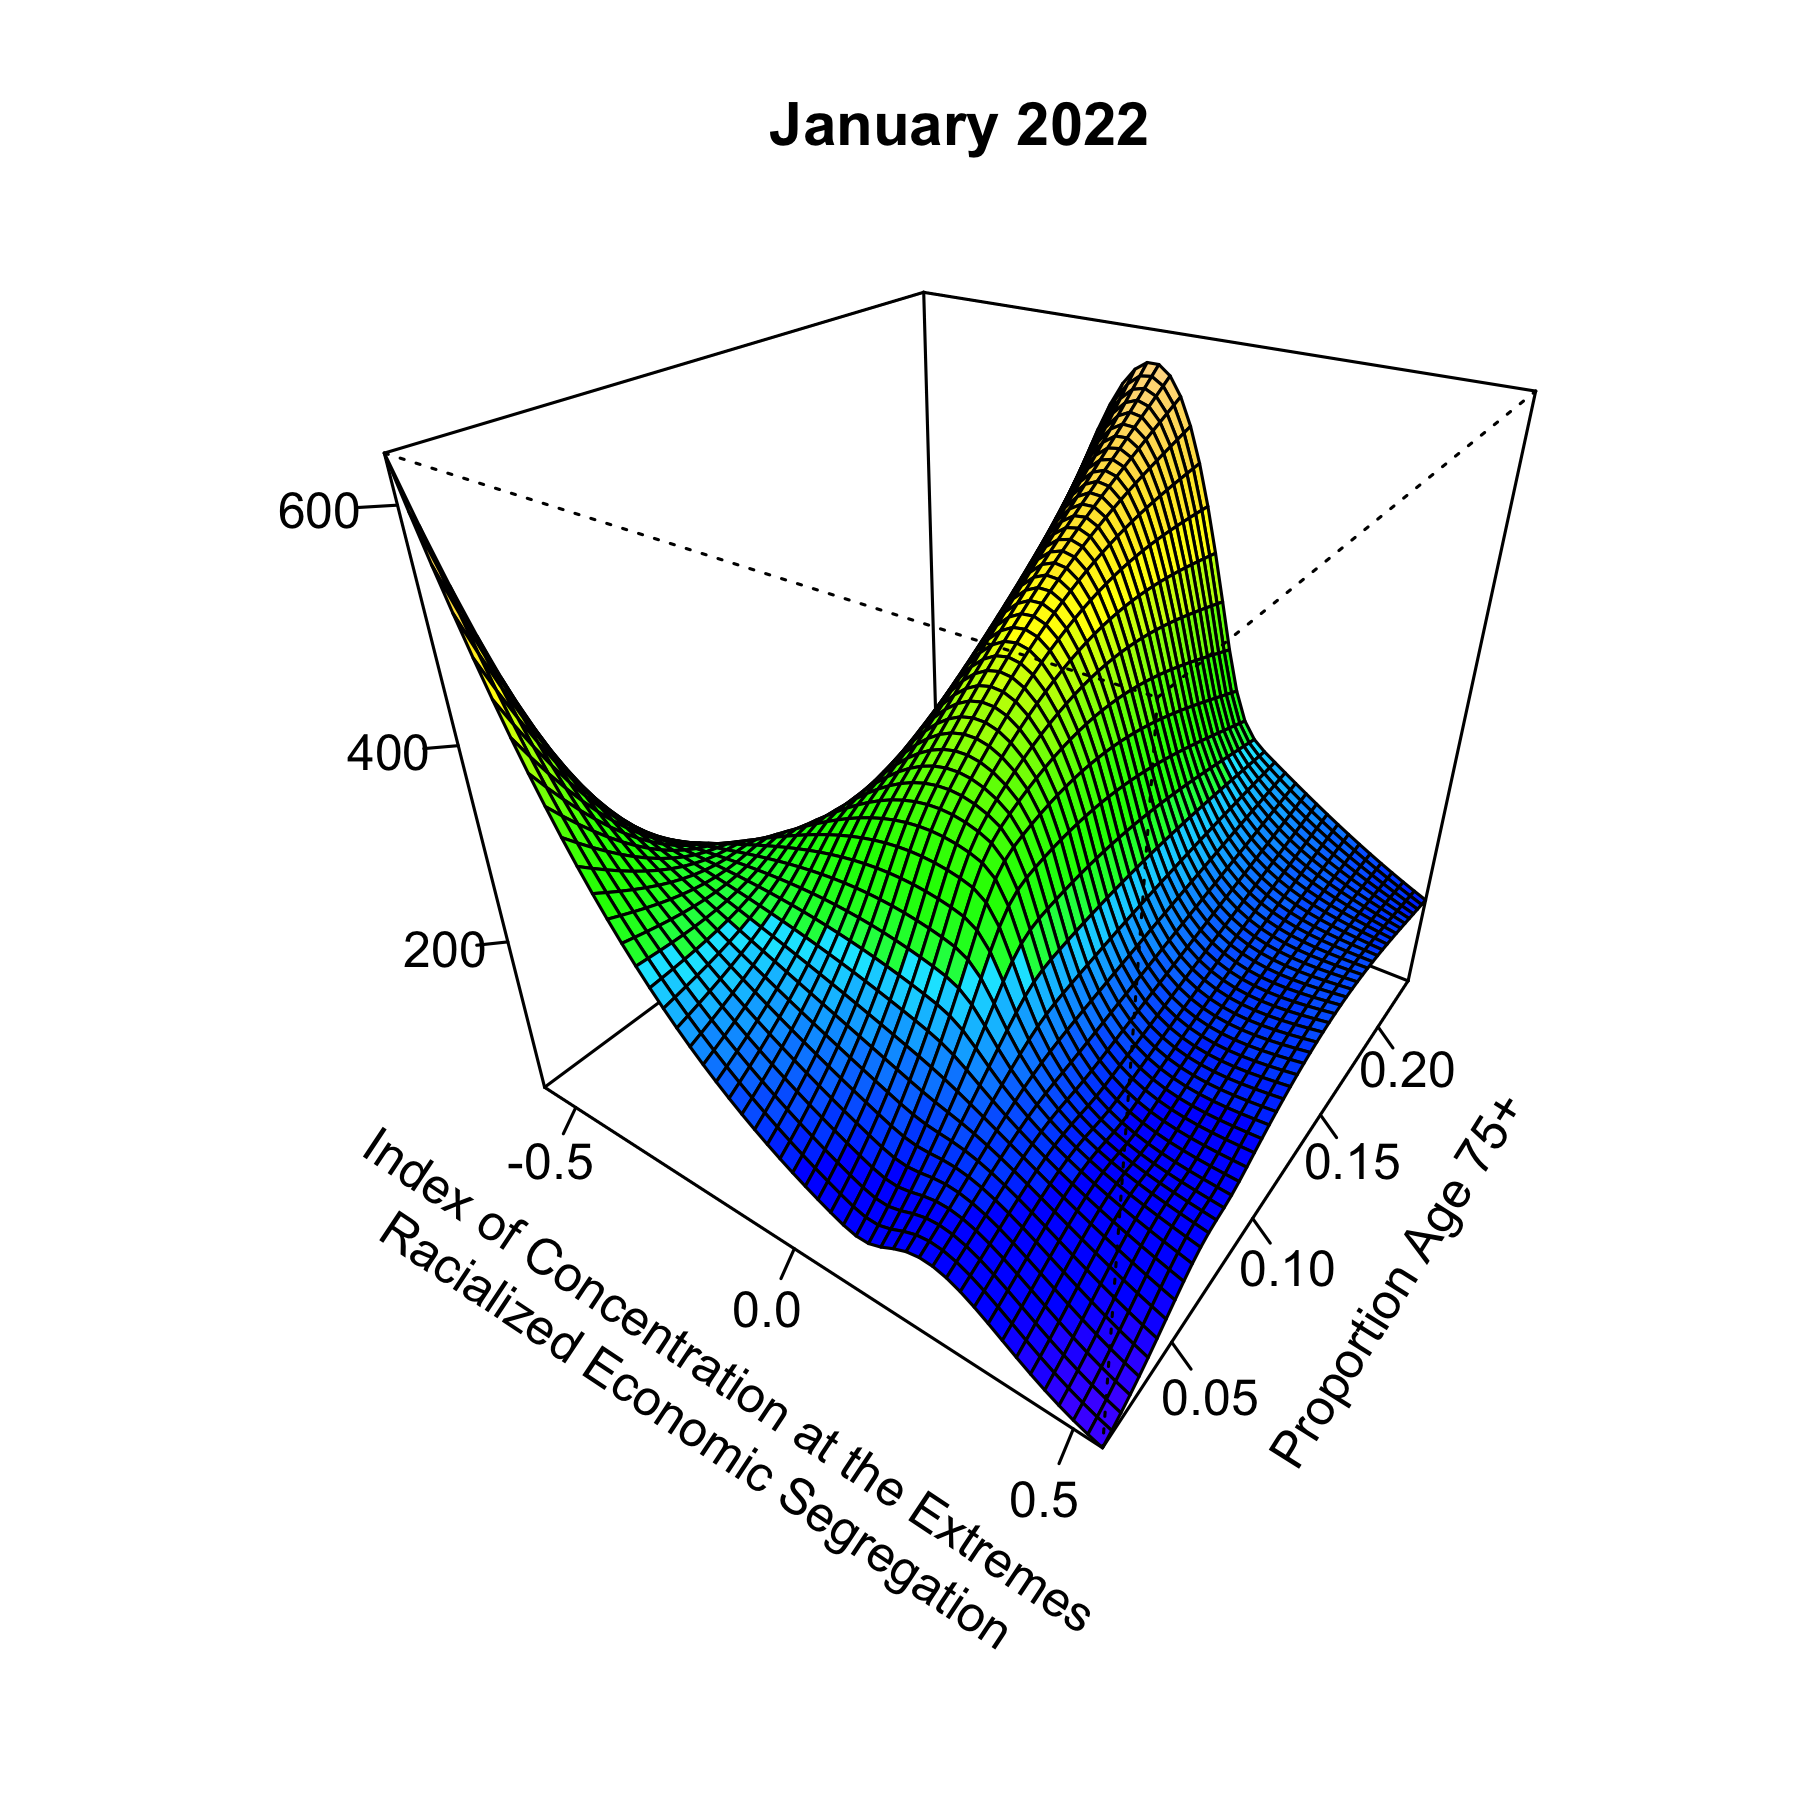 January 2022
600
400
200
-0.5
0.0
0.5
Index of Concentration at the Extremes
Racialized Economic Segregation
0.05
0.10
0.15
0.20
Proportion Age 75+